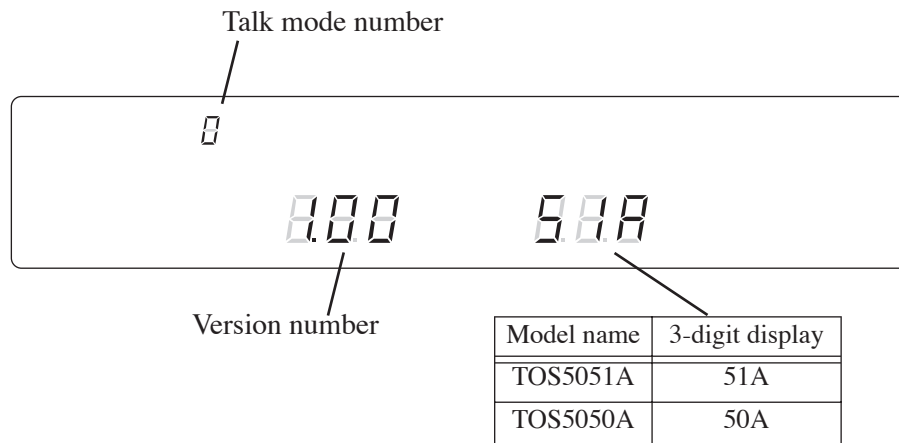 Talk mode number
0
1.00 51A
Version number
Model name 3-digit display
TOS5051A 51A
TOS5050A 50A